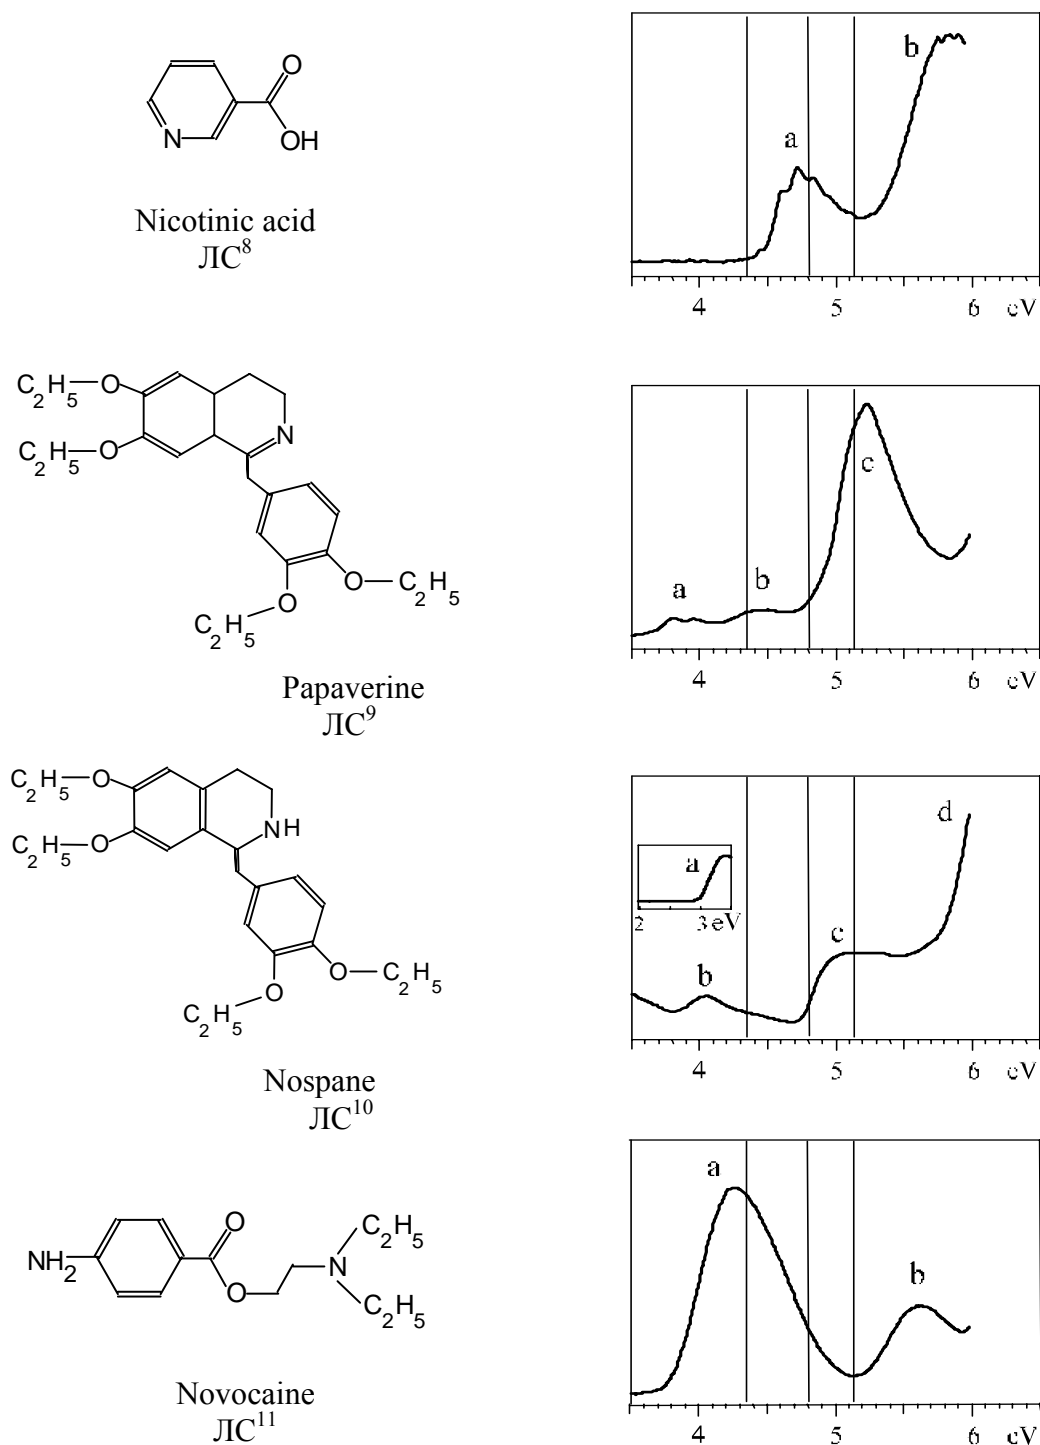 O
OH
N
a
b
4 5 6 eV
Nicotinic acid
ЛС⁸
C₂H₅—O
C₂H₅—O
N
O—C₂H₅
O
C₂H₅
a
b
c
4 5 6 eV
Papaverine
ЛС⁹
C₂H₅—O
C₂H₅—O
NH
O—C₂H₅
O
C₂H₅
a
2 3 eV
b
c
d
4 5 6 eV
Nospane
ЛС¹⁰
NH₂
O
O
N
C₂H₅
C₂H₅
a
b
4 5 6 eV
Novocaine
ЛС¹¹